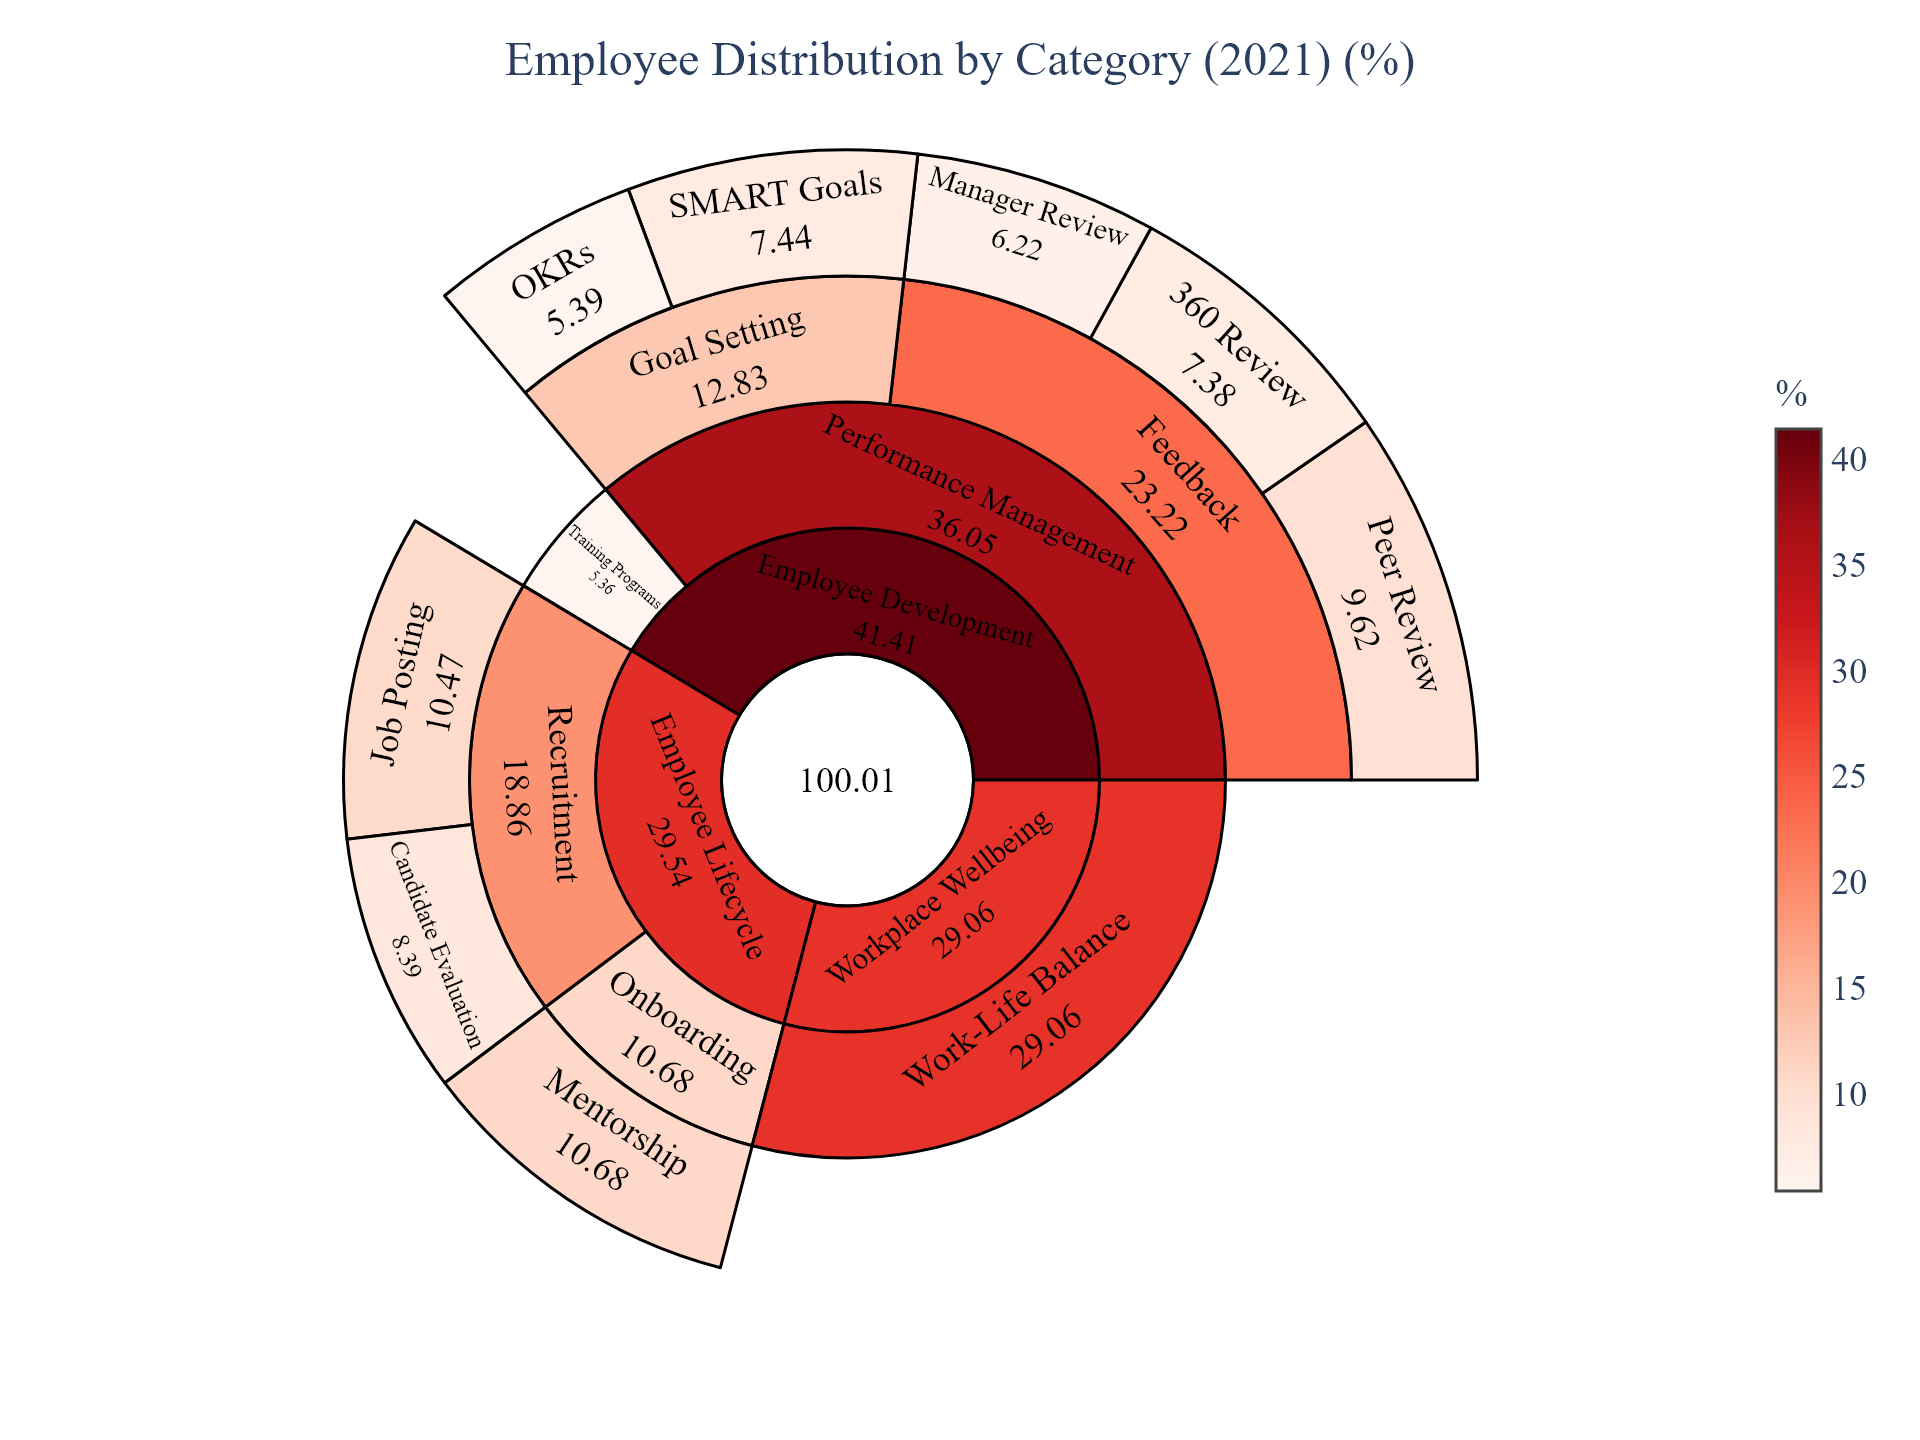 Employee Distribution by Category (2021) (%)
Manager Review
6.22
SMART Goals
7.44
OKRs
5.39
360 Review
7.38
Goal Setting
12.83
Feedback
23.22
Performance Management
36.05
Peer Review
9.62
Training Programs
5.36
Employee Development
41.41
Job Posting
10.47
Recruitment
18.86
Employee Lifecycle
29.54
100.01
Workplace Wellbeing
29.06
Work-Life Balance
29.06
Candidate Evaluation
8.39
Onboarding
10.68
Mentorship
10.68
%
40
35
30
25
20
15
10